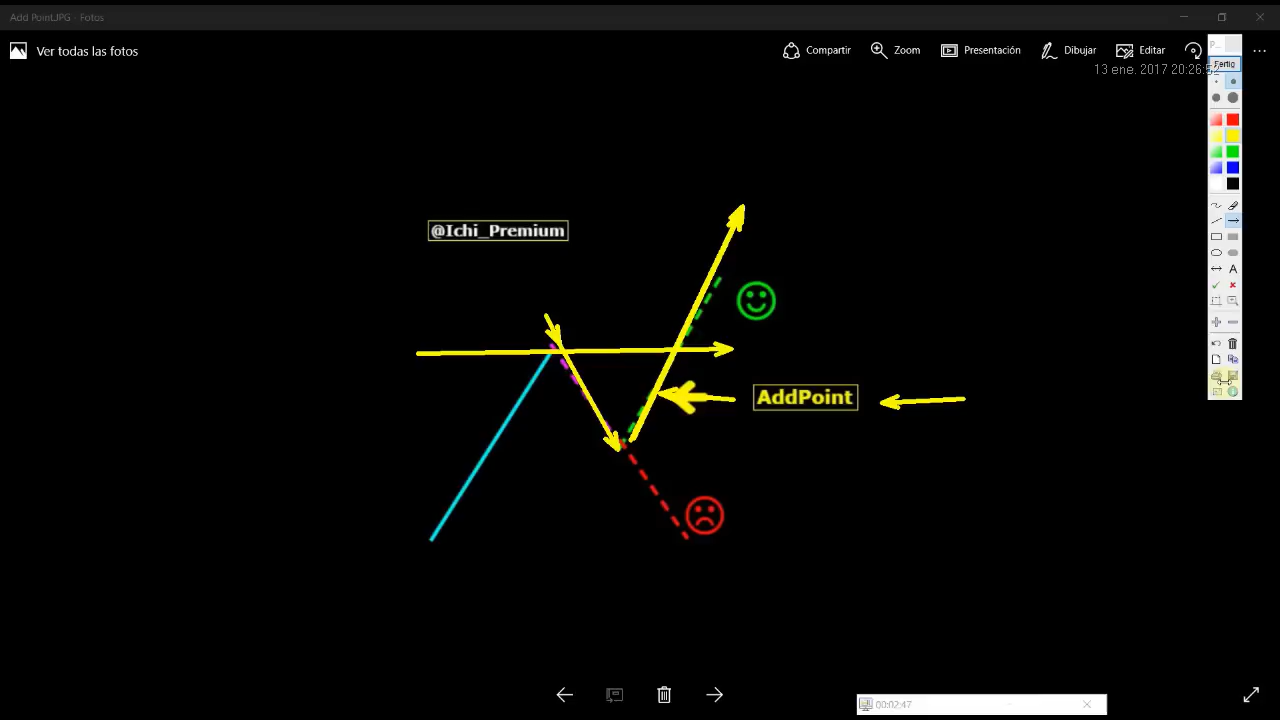 Add Point.JPG - Fotos
Ver todas las fotos
Compartir
Zoom
Presentación
Dibujar
Editar
P...
Fertig
13 ene. 2017 20:26:52
@Ichi_Premium
AddPoint
A
00:02:47